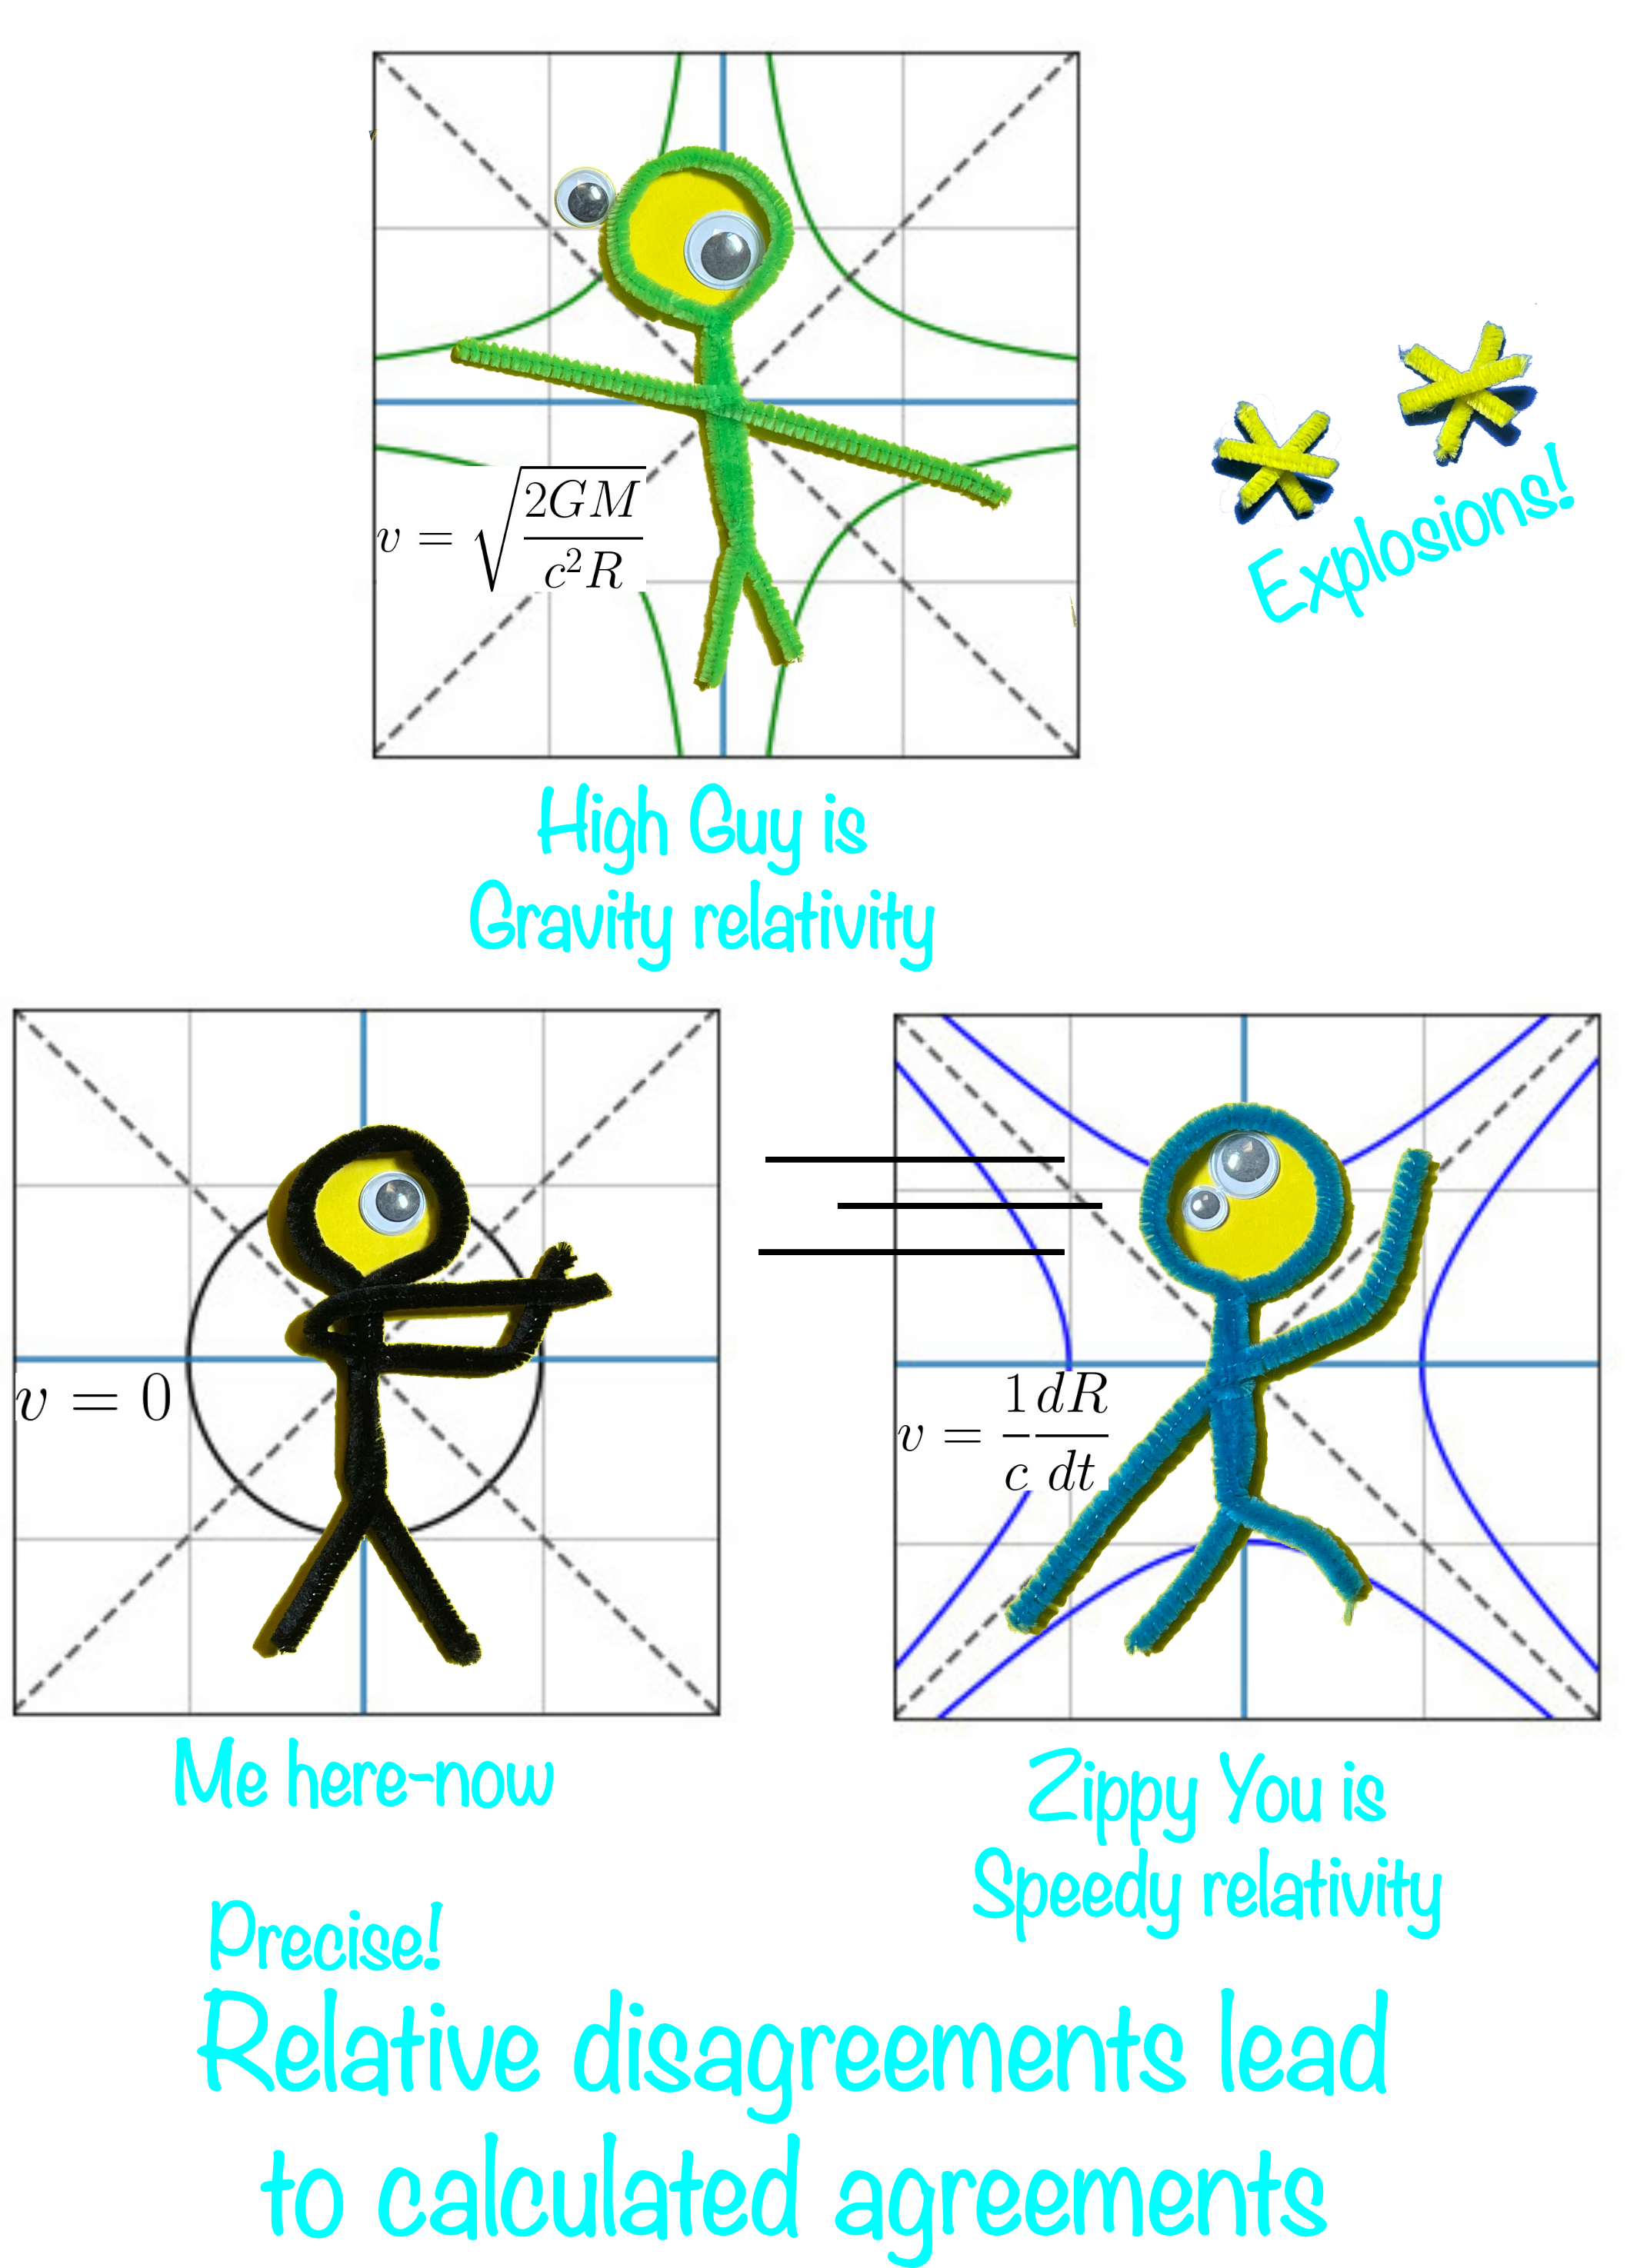 v = √(2GM / c²R)
Explosions!
High Guy is
Gravity relativity
v = 0
v = 1/c dR/dt
Me here-now
Zippy You is
Speedy relativity
Precise!
Relative disagreements lead
to calculated agreements